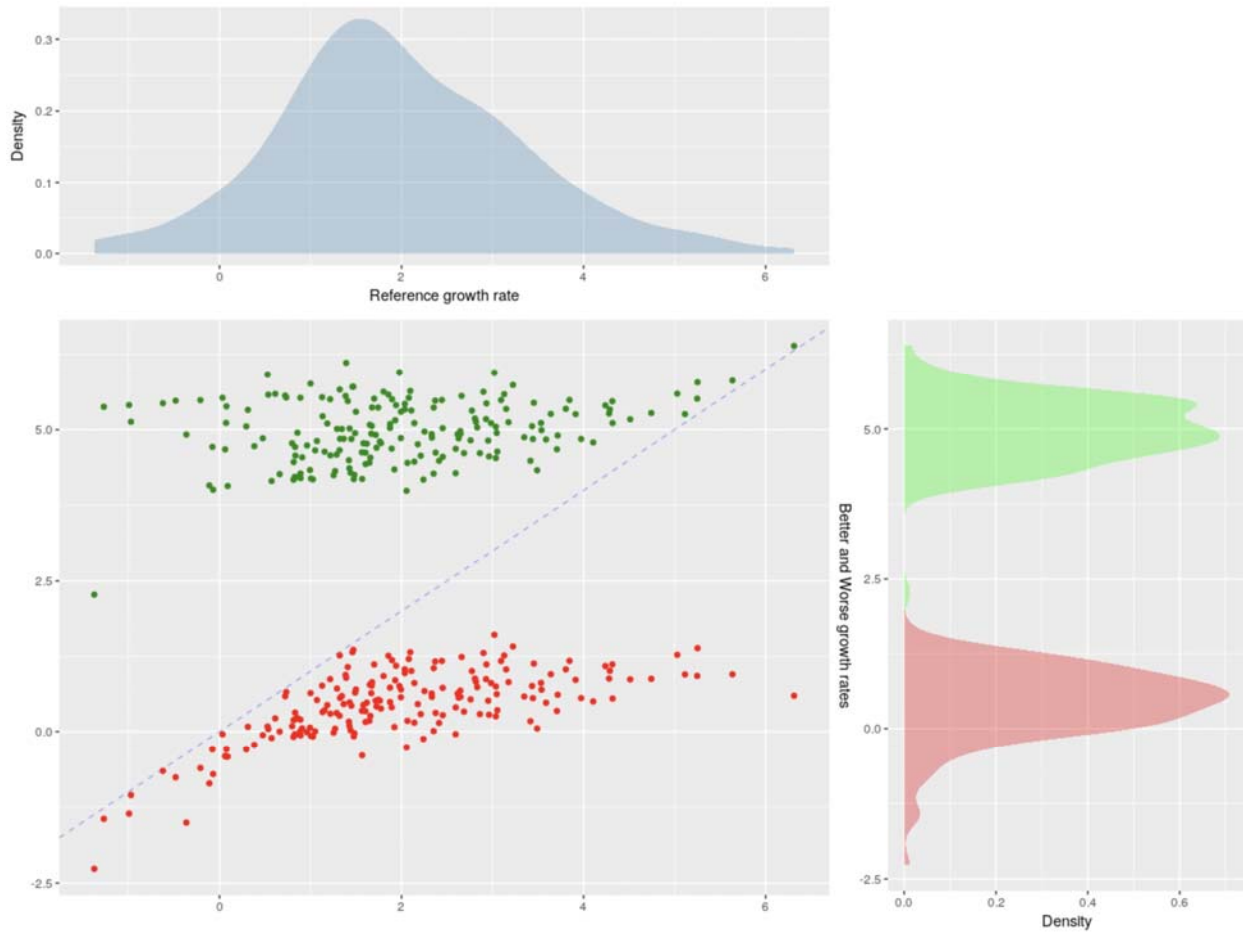 0.3
0.2
0.1
0.0
Density
0 2 4 6
Reference growth rate
5.0
2.5
0.0
-2.5
0 2 4 6
Better and Worse growth rates
5.0
2.5
0.0
-2.5
0.0 0.2 0.4 0.6
Density